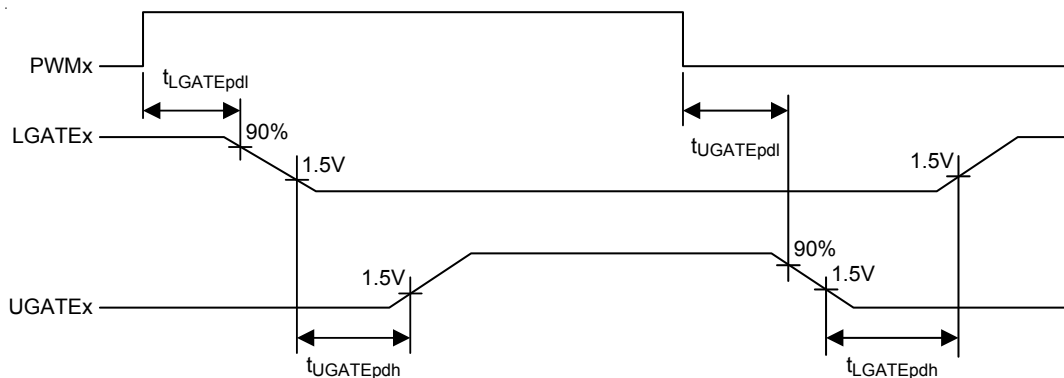 PWMx
tLGATEpdl
LGATEx
90%
1.5V
tUGATEpdl
1.5V
90%
1.5V
1.5V
UGATEx
tUGATEpdh
tLGATEpdh